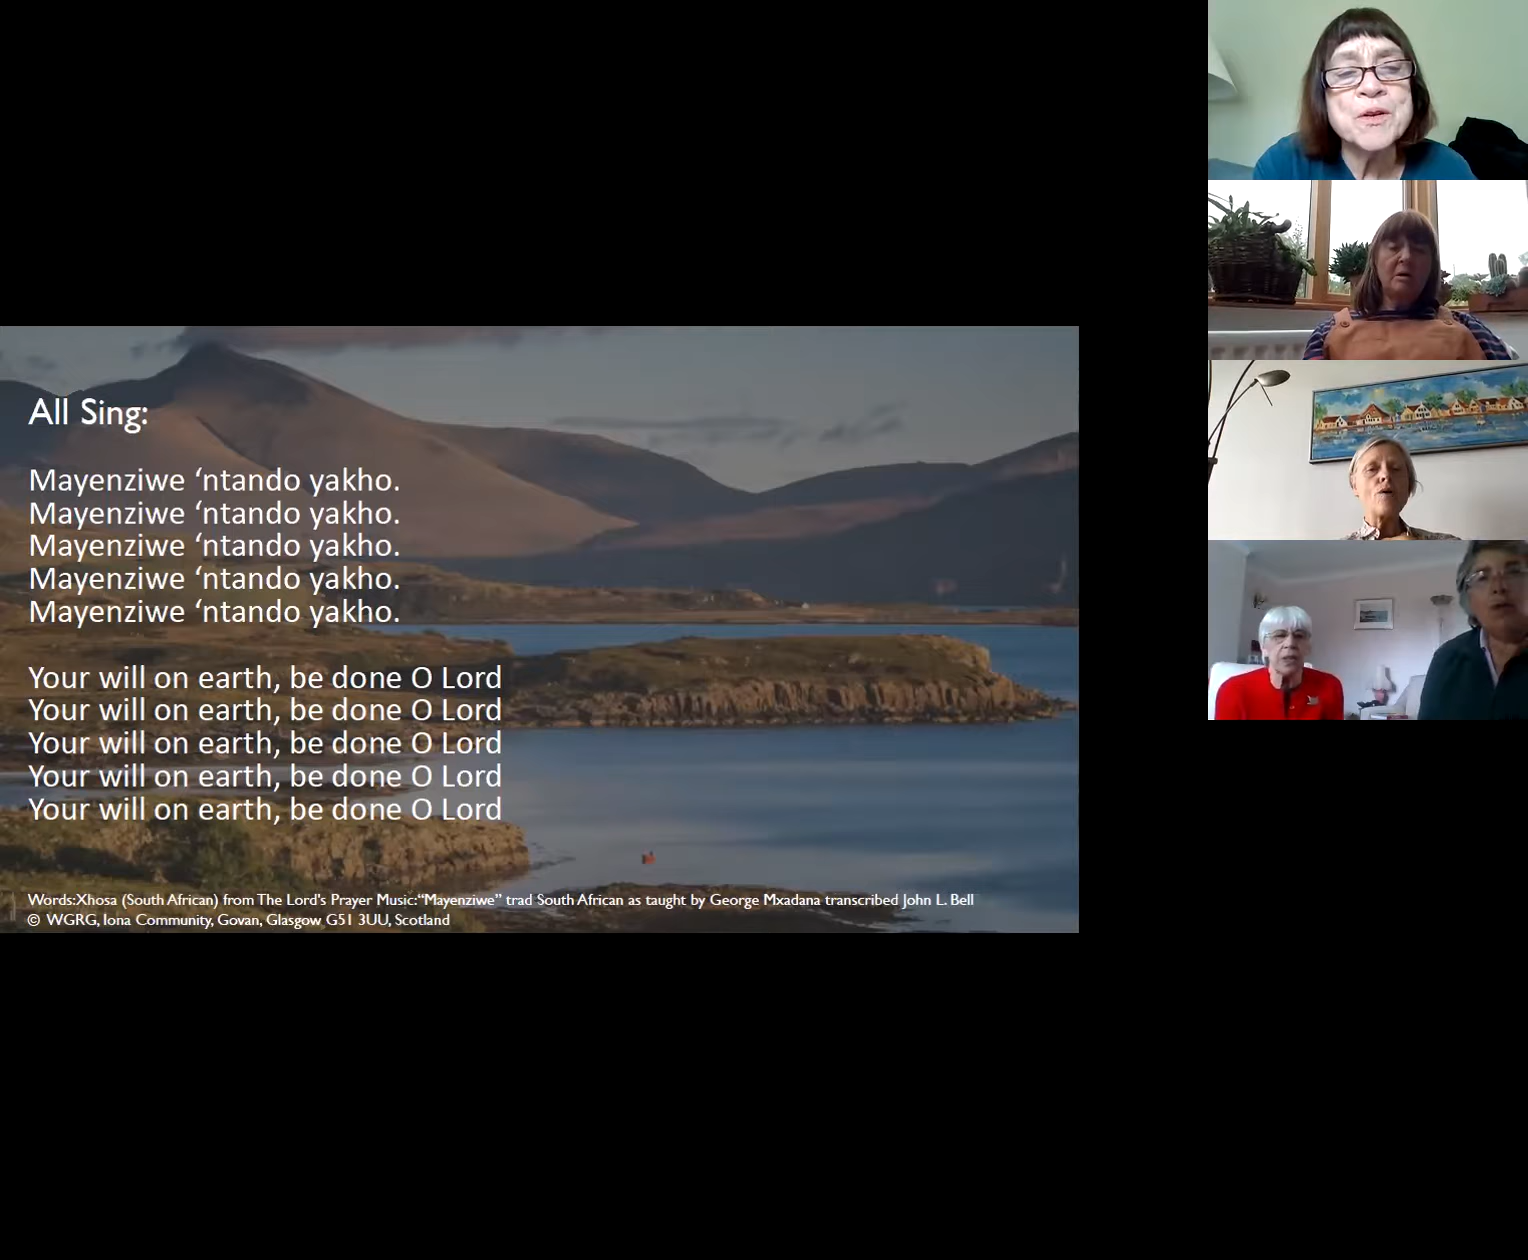 All Sing:
Mayenziwe ‘ntando yakho.
Mayenziwe ‘ntando yakho.
Mayenziwe ‘ntando yakho.
Mayenziwe ‘ntando yakho.
Mayenziwe ‘ntando yakho.
Your will on earth, be done O Lord
Your will on earth, be done O Lord
Your will on earth, be done O Lord
Your will on earth, be done O Lord
Your will on earth, be done O Lord
Words:Xhosa (South African) from The Lord’s Prayer Music:“Mayenziwe” trad South African as taught by George Mxadana transcribed John L. Bell
© WGRG, Iona Community, Govan, Glasgow G51 3UU, Scotland